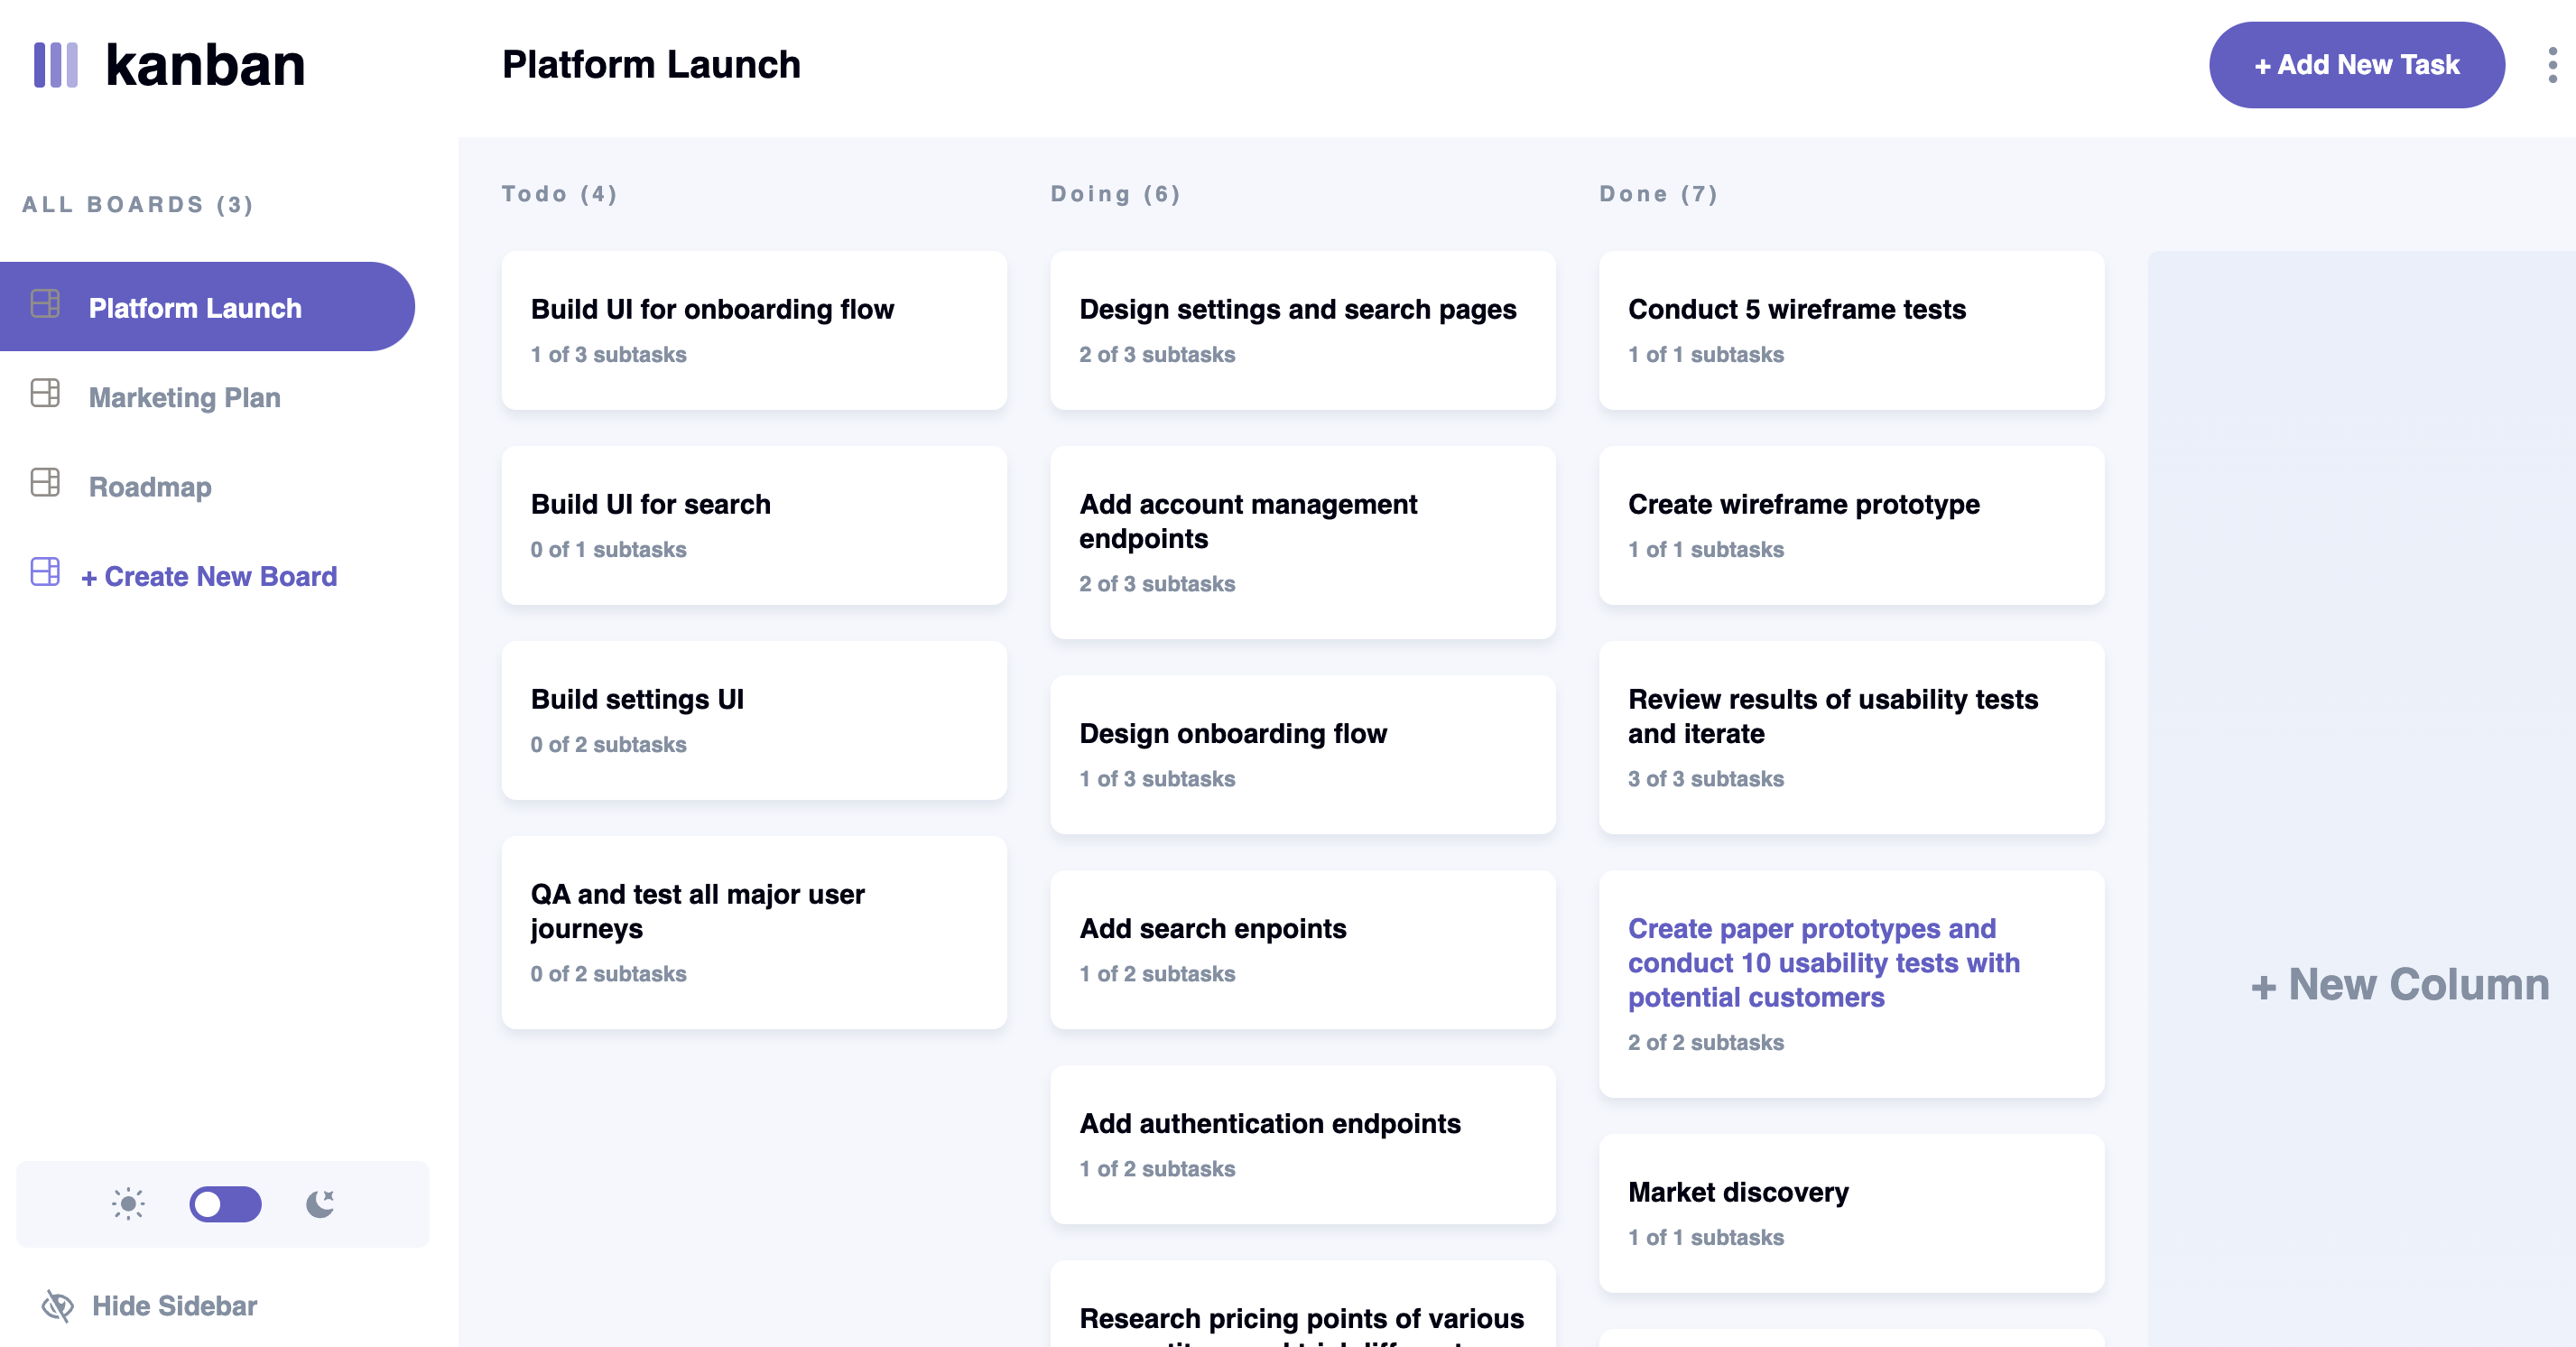 kanban
Platform Launch
+ Add New Task
ALL BOARDS (3)
Platform Launch
Marketing Plan
Roadmap
+ Create New Board
Hide Sidebar
Todo (4)
Build UI for onboarding flow
1 of 3 subtasks
Build UI for search
0 of 1 subtasks
Build settings UI
0 of 2 subtasks
QA and test all major user
journeys
0 of 2 subtasks
Doing (6)
Design settings and search pages
2 of 3 subtasks
Add account management
endpoints
2 of 3 subtasks
Design onboarding flow
1 of 3 subtasks
Add search enpoints
1 of 2 subtasks
Add authentication endpoints
1 of 2 subtasks
Research pricing points of various
Done (7)
Conduct 5 wireframe tests
1 of 1 subtasks
Create wireframe prototype
1 of 1 subtasks
Review results of usability tests
and iterate
3 of 3 subtasks
Create paper prototypes and
conduct 10 usability tests with
potential customers
2 of 2 subtasks
Market discovery
1 of 1 subtasks
+ New Column